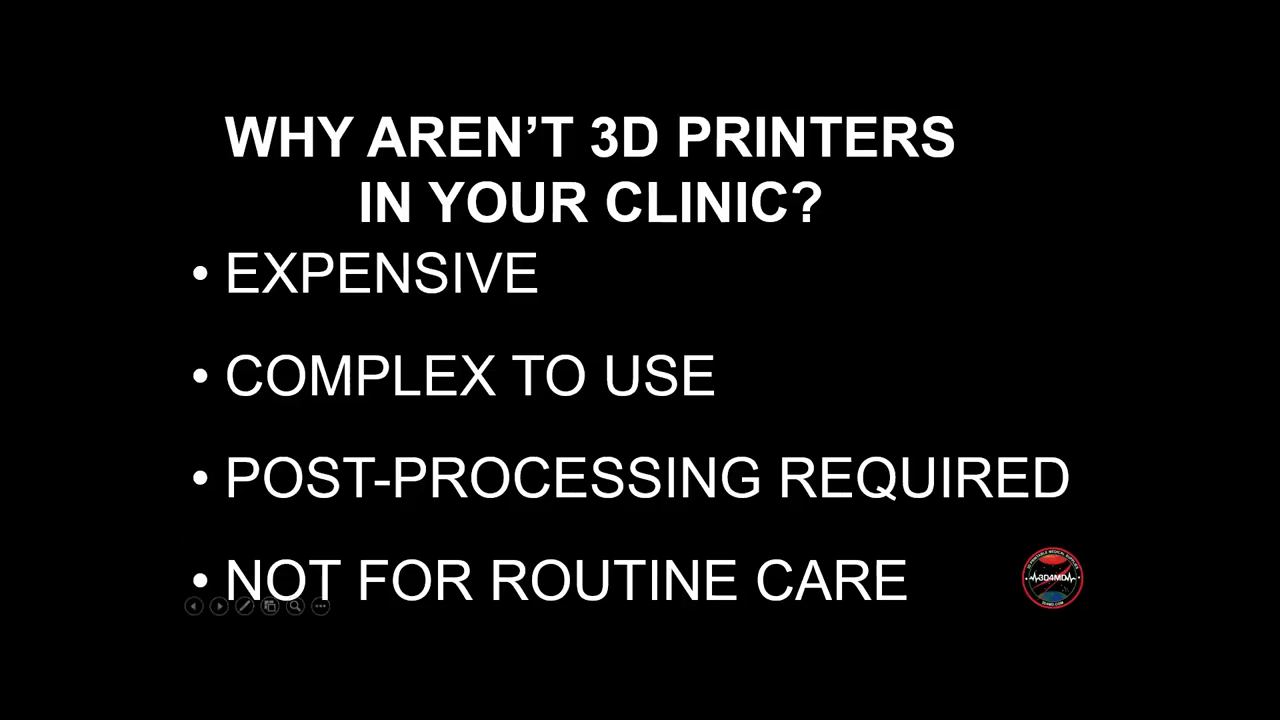 WHY AREN’T 3D PRINTERS
IN YOUR CLINIC?
• EXPENSIVE
• COMPLEX TO USE
• POST-PROCESSING REQUIRED
• NOT FOR ROUTINE CARE
3D4MD